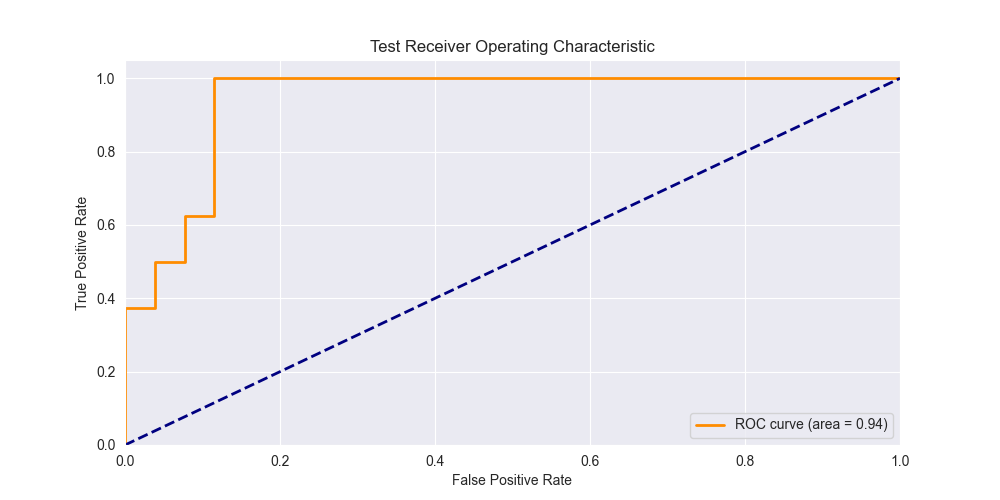 Test Receiver Operating Characteristic
1.0
0.8
0.6
0.4
0.2
0.0
True Positive Rate
ROC curve (area = 0.94)
0.0 0.2 0.4 0.6 0.8 1.0
False Positive Rate